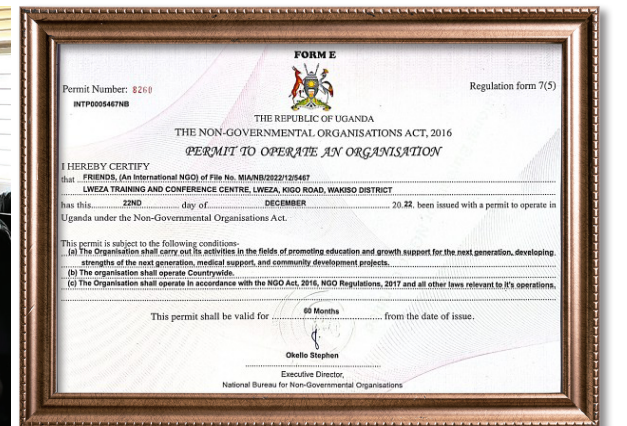 FORM E
Permit Number: 8260
Regulation form 7(5)
INTP0005467NB
THE REPUBLIC OF UGANDA
THE NON-GOVERNMENTAL ORGANISATIONS ACT, 2016
PERMIT TO OPERATE AN ORGANISATION
I HEREBY CERTIFY
that FRIENDS, (An International NGO) of File No. MIA/NB/2022/12/5467
LWEZA TRAINING AND CONFERENCE CENTRE, LWEZA, KIGO ROAD, WAKISO DISTRICT
has this 22ND day of DECEMBER 20.22, been issued with a permit to operate in
Uganda under the Non-Governmental Organisations Act.
This permit is subject to the following conditions-
(a) The Organisation shall carry out its activities in the fields of promoting education and growth support for the next generation, developing
strengths of the next generation, medical support, and community development projects.
(b) The organisation shall operate Countrywide.
(c) The Organisation shall operate in accordance with the NGO Act, 2016, NGO Regulations, 2017 and all other laws relevant to it's operations,
This permit shall be valid for 60 Months from the date of issue.
Okello Stephen
Executive Director,
National Bureau for Non-Governmental Organisations